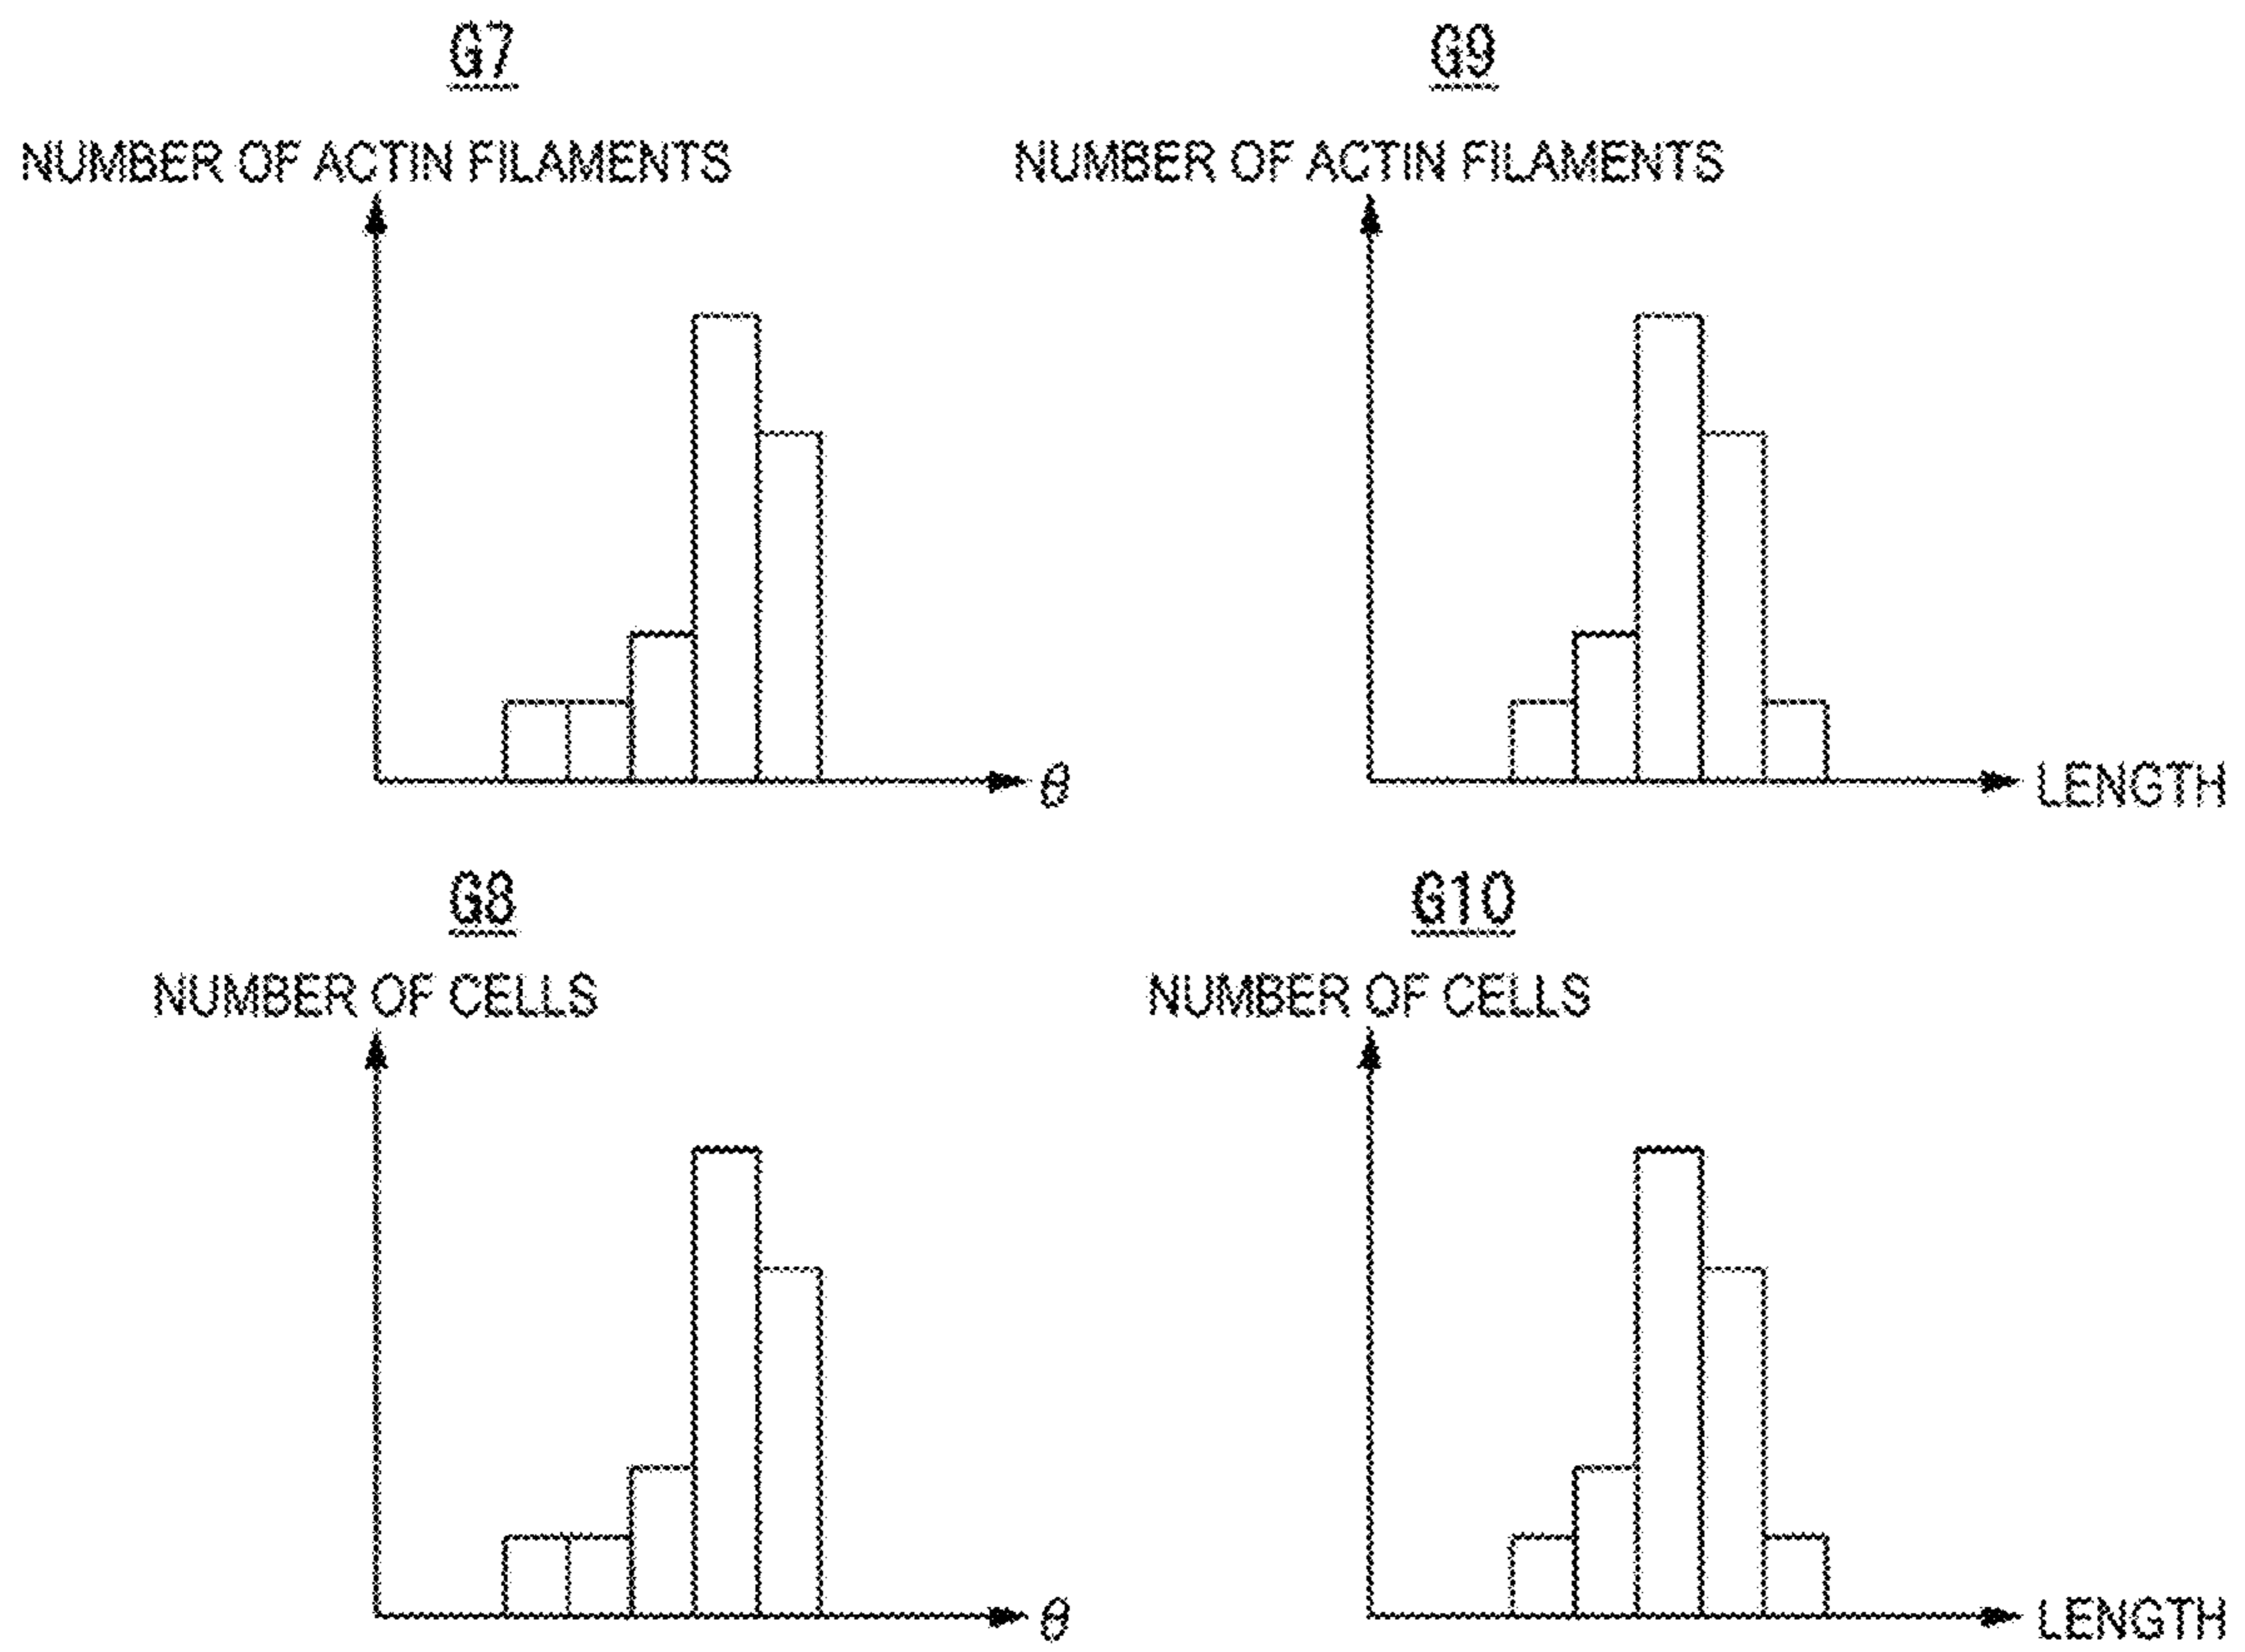 G7
NUMBER OF ACTIN FILAMENTS
θ
G9
NUMBER OF ACTIN FILAMENTS
LENGTH
G8
NUMBER OF CELLS
θ
G10
NUMBER OF CELLS
LENGTH